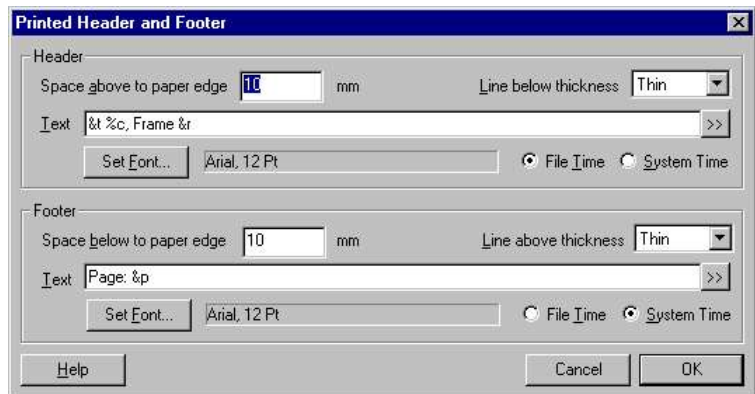 Printed Header and Footer
Header
Space above to paper edge 10 mm Line below thickness Thin
Text &t %c, Frame &r >>
Set Font... Arial, 12 Pt File Time System Time
Footer
Space below to paper edge 10 mm Line above thickness Thin
Text Page: &p >>
Set Font... Arial, 12 Pt File Time System Time
Help Cancel OK